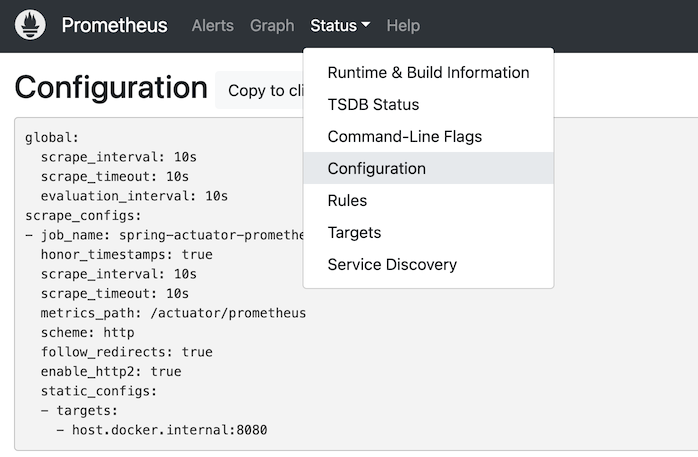 Prometheus Alerts Graph Status Help
Configuration Copy to cli
Runtime & Build Information
TSDB Status
Command-Line Flags
Configuration
Rules
Targets
Service Discovery
global:
  scrape_interval: 10s
  scrape_timeout: 10s
  evaluation_interval: 10s
scrape_configs:
- job_name: spring-actuator-promethe
  honor_timestamps: true
  scrape_interval: 10s
  scrape_timeout: 10s
  metrics_path: /actuator/prometheus
  scheme: http
  follow_redirects: true
  enable_http2: true
  static_configs:
  - targets:
    - host.docker.internal:8080